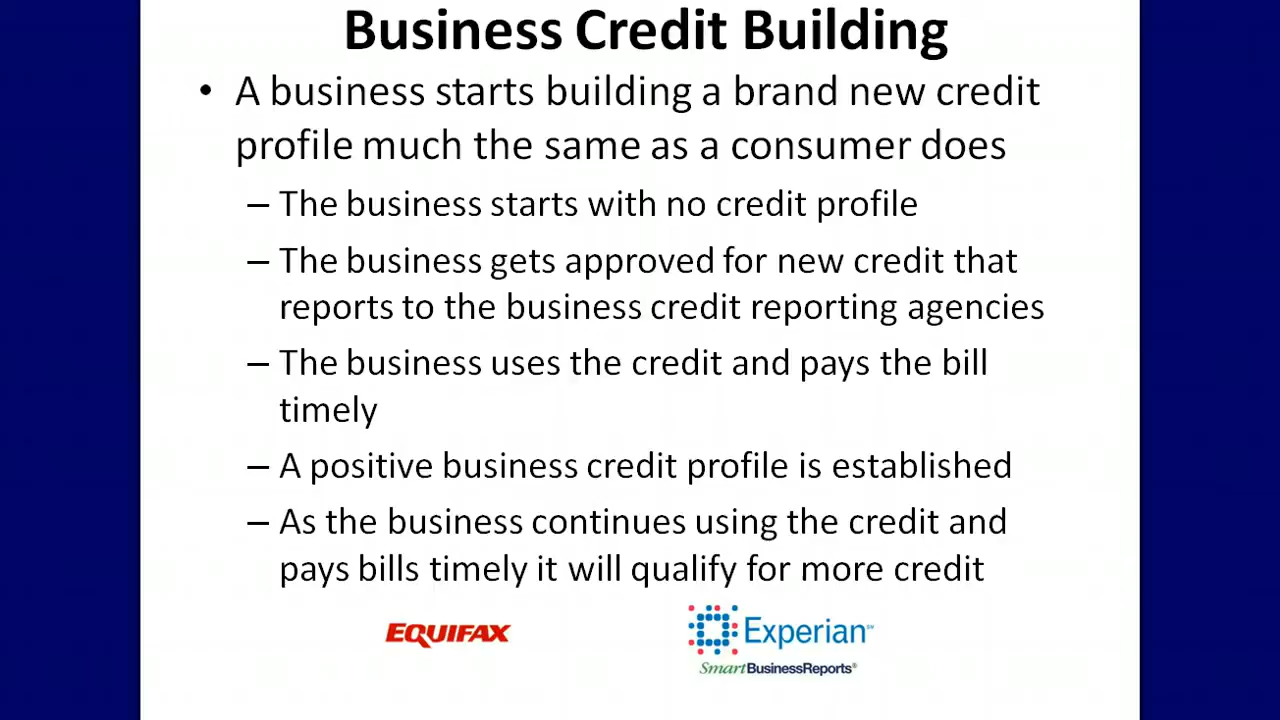 Business Credit Building
• A business starts building a brand new credit
profile much the same as a consumer does
– The business starts with no credit profile
– The business gets approved for new credit that
reports to the business credit reporting agencies
– The business uses the credit and pays the bill
timely
– A positive business credit profile is established
– As the business continues using the credit and
pays bills timely it will qualify for more credit
EQUIFAX
Experian℠
SmartBusinessReports®